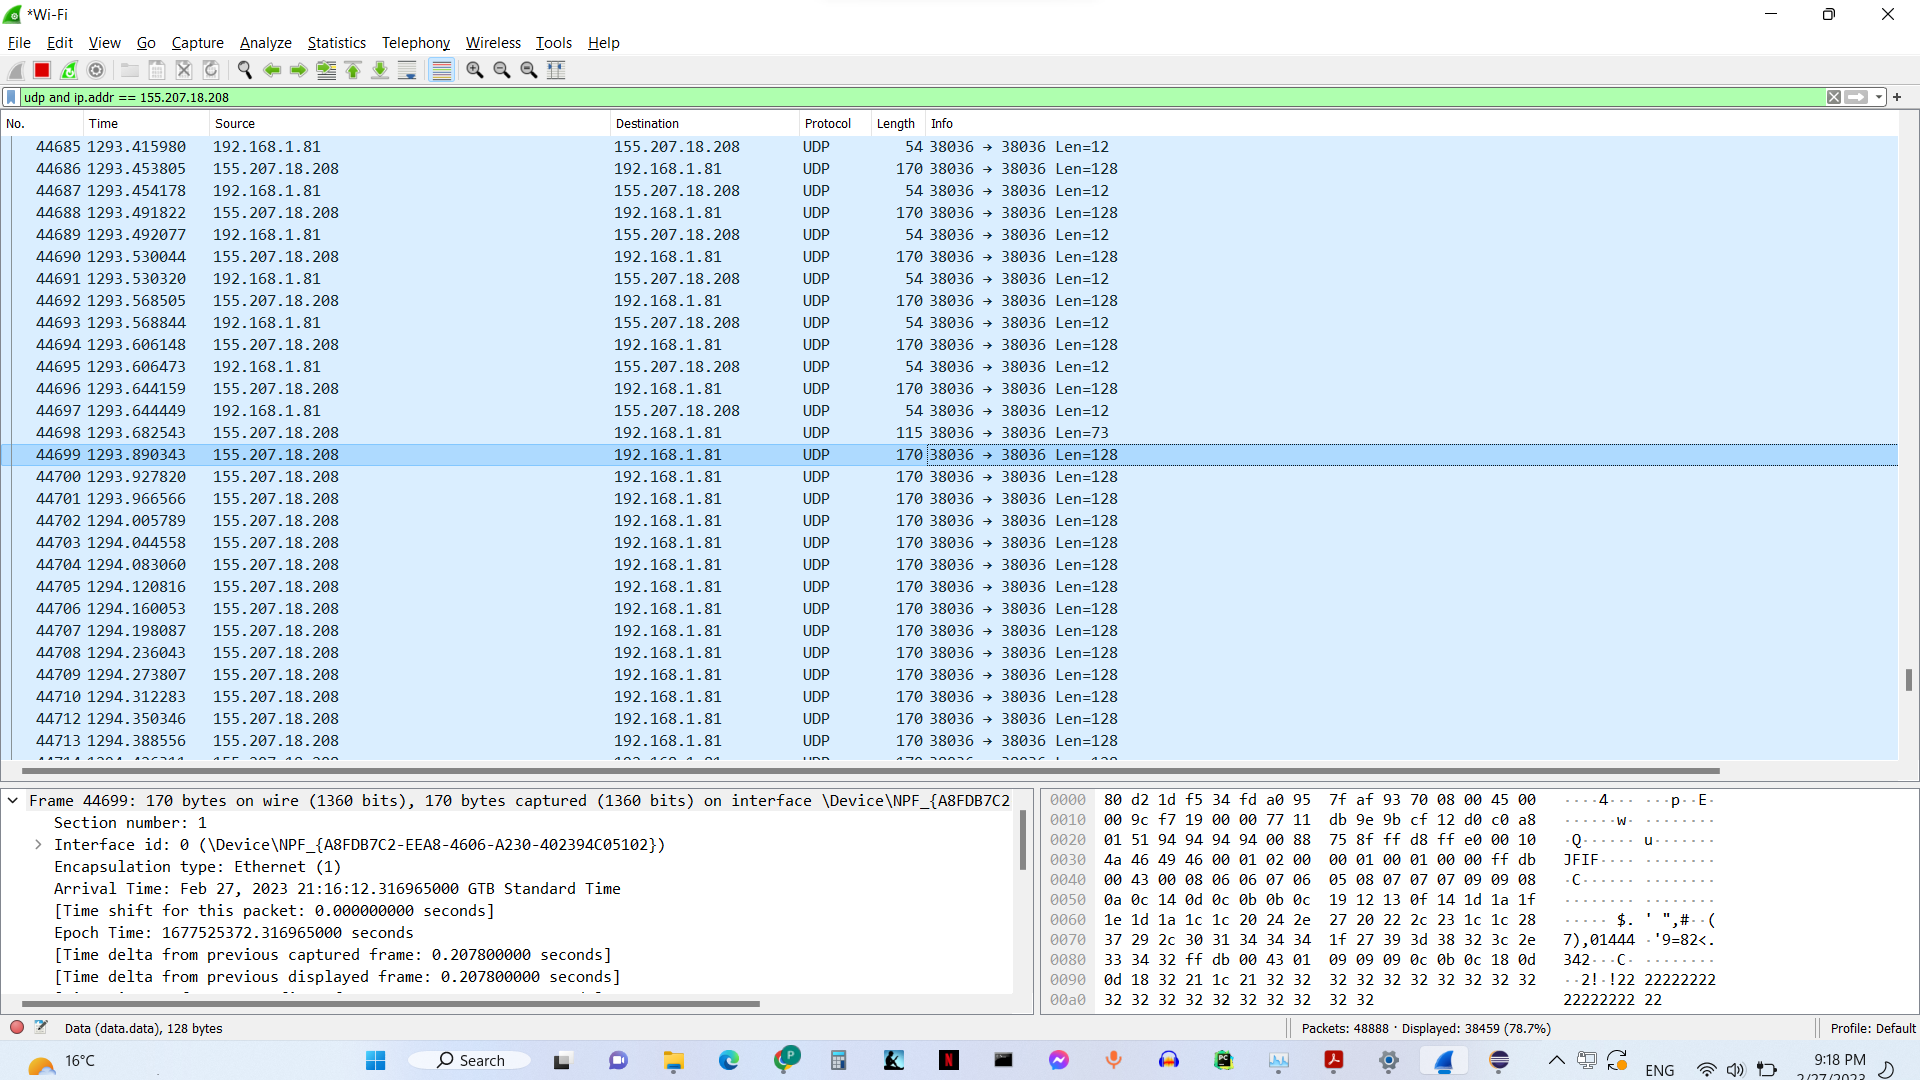 *Wi-Fi
File Edit View Go Capture Analyze Statistics Telephony Wireless Tools Help
udp and ip.addr == 155.207.18.208
No. Time Source Destination Protocol Length Info
44685 1293.415980 192.168.1.81 155.207.18.208 UDP 54 38036 → 38036 Len=12
44686 1293.453805 155.207.18.208 192.168.1.81 UDP 170 38036 → 38036 Len=128
44687 1293.454178 192.168.1.81 155.207.18.208 UDP 54 38036 → 38036 Len=12
44688 1293.491822 155.207.18.208 192.168.1.81 UDP 170 38036 → 38036 Len=128
44689 1293.492077 192.168.1.81 155.207.18.208 UDP 54 38036 → 38036 Len=12
44690 1293.530044 155.207.18.208 192.168.1.81 UDP 170 38036 → 38036 Len=128
44691 1293.530320 192.168.1.81 155.207.18.208 UDP 54 38036 → 38036 Len=12
44692 1293.568505 155.207.18.208 192.168.1.81 UDP 170 38036 → 38036 Len=128
44693 1293.568844 192.168.1.81 155.207.18.208 UDP 54 38036 → 38036 Len=12
44694 1293.606148 155.207.18.208 192.168.1.81 UDP 170 38036 → 38036 Len=128
44695 1293.606473 192.168.1.81 155.207.18.208 UDP 54 38036 → 38036 Len=12
44696 1293.644159 155.207.18.208 192.168.1.81 UDP 170 38036 → 38036 Len=128
44697 1293.644449 192.168.1.81 155.207.18.208 UDP 54 38036 → 38036 Len=12
44698 1293.682543 155.207.18.208 192.168.1.81 UDP 115 38036 → 38036 Len=73
44699 1293.890343 155.207.18.208 192.168.1.81 UDP 170 38036 → 38036 Len=128
44700 1293.927820 155.207.18.208 192.168.1.81 UDP 170 38036 → 38036 Len=128
44701 1293.966566 155.207.18.208 192.168.1.81 UDP 170 38036 → 38036 Len=128
44702 1294.005789 155.207.18.208 192.168.1.81 UDP 170 38036 → 38036 Len=128
44703 1294.044558 155.207.18.208 192.168.1.81 UDP 170 38036 → 38036 Len=128
44704 1294.083060 155.207.18.208 192.168.1.81 UDP 170 38036 → 38036 Len=128
44705 1294.120816 155.207.18.208 192.168.1.81 UDP 170 38036 → 38036 Len=128
44706 1294.160053 155.207.18.208 192.168.1.81 UDP 170 38036 → 38036 Len=128
44707 1294.198087 155.207.18.208 192.168.1.81 UDP 170 38036 → 38036 Len=128
44708 1294.236043 155.207.18.208 192.168.1.81 UDP 170 38036 → 38036 Len=128
44709 1294.273807 155.207.18.208 192.168.1.81 UDP 170 38036 → 38036 Len=128
44710 1294.312283 155.207.18.208 192.168.1.81 UDP 170 38036 → 38036 Len=128
44712 1294.350346 155.207.18.208 192.168.1.81 UDP 170 38036 → 38036 Len=128
44713 1294.388556 155.207.18.208 192.168.1.81 UDP 170 38036 → 38036 Len=128
Frame 44699: 170 bytes on wire (1360 bits), 170 bytes captured (1360 bits) on interface \Device\NPF_{A8FDB7C2
Section number: 1
Interface id: 0 (\Device\NPF_{A8FDB7C2-EEA8-4606-A230-402394C05102})
Encapsulation type: Ethernet (1)
Arrival Time: Feb 27, 2023 21:16:12.316965000 GTB Standard Time
[Time shift for this packet: 0.000000000 seconds]
Epoch Time: 1677525372.316965000 seconds
[Time delta from previous captured frame: 0.207800000 seconds]
[Time delta from previous displayed frame: 0.207800000 seconds]
0000 80 d2 1d f5 34 fd a0 95 7f af 93 70 08 00 45 00 ····4··· ···p··E·
0010 00 9c f7 19 00 00 77 11 db 9e 9b cf 12 d0 c0 a8 ······w· ········
0020 01 51 94 94 94 94 00 88 75 8f ff d8 ff e0 00 10 ·Q······ u·······
0030 4a 46 49 46 00 01 02 00 00 01 00 01 00 00 ff db JFIF···· ········
0040 00 43 00 08 06 06 07 06 05 08 07 07 07 09 09 08 ·C······ ········
0050 0a 0c 14 0d 0c 0b 0b 0c 19 12 13 0f 14 1d 1a 1f ········ ········
0060 1e 1d 1a 1c 1c 20 24 2e 27 20 22 2c 23 1c 1c 28 ····· $. ' ",#··(
0070 37 29 2c 30 31 34 34 34 1f 27 39 3d 38 32 3c 2e 7),01444 ·'9=82<.
0080 33 34 32 ff db 00 43 01 09 09 09 0c 0b 0c 18 0d 342···C· ········
0090 0d 18 32 21 1c 21 32 32 32 32 32 32 32 32 32 32 ··2!·!22 22222222
00a0 32 32 32 32 32 32 32 32 32 32 22222222 22
Data (data.data), 128 bytes
Packets: 48888 · Displayed: 38459 (78.7%)
Profile: Default
16°C
Search
ENG
9:18 PM
2/27/2023